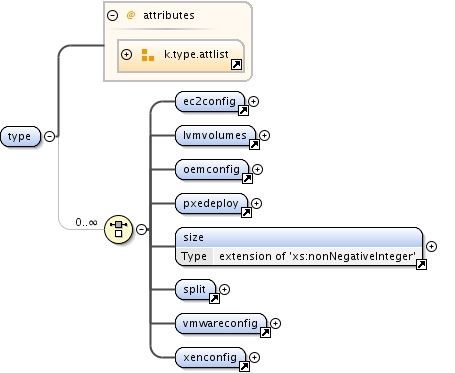 @ attributes
k.type.attlist
type
0..∞
ec2config
lvmvolumes
oemconfig
pxedeploy
size
Type extension of 'xs:nonNegativeInteger'
split
vmwareconfig
xenconfig